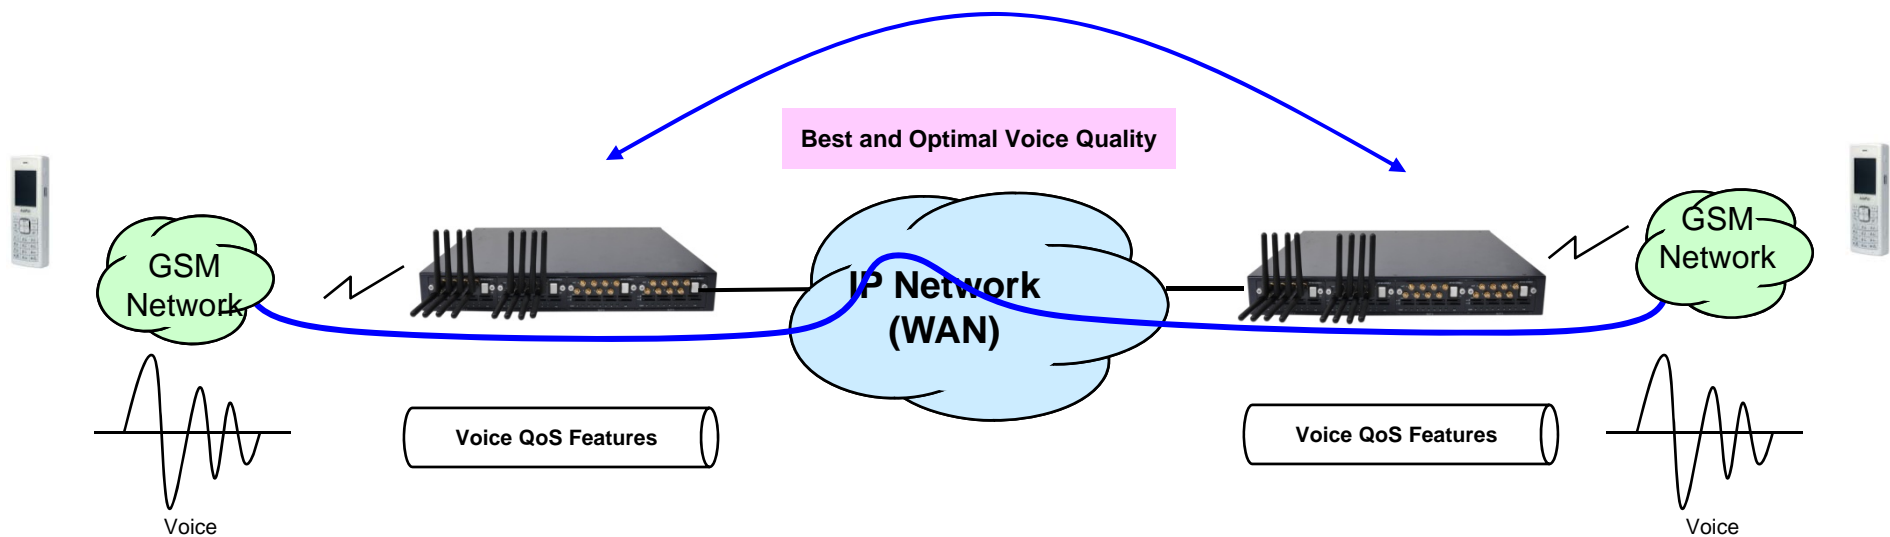 Best and Optimal Voice Quality
GSM
Network
IP Network
(WAN)
GSM
Network
Voice QoS Features
Voice QoS Features
Voice
Voice